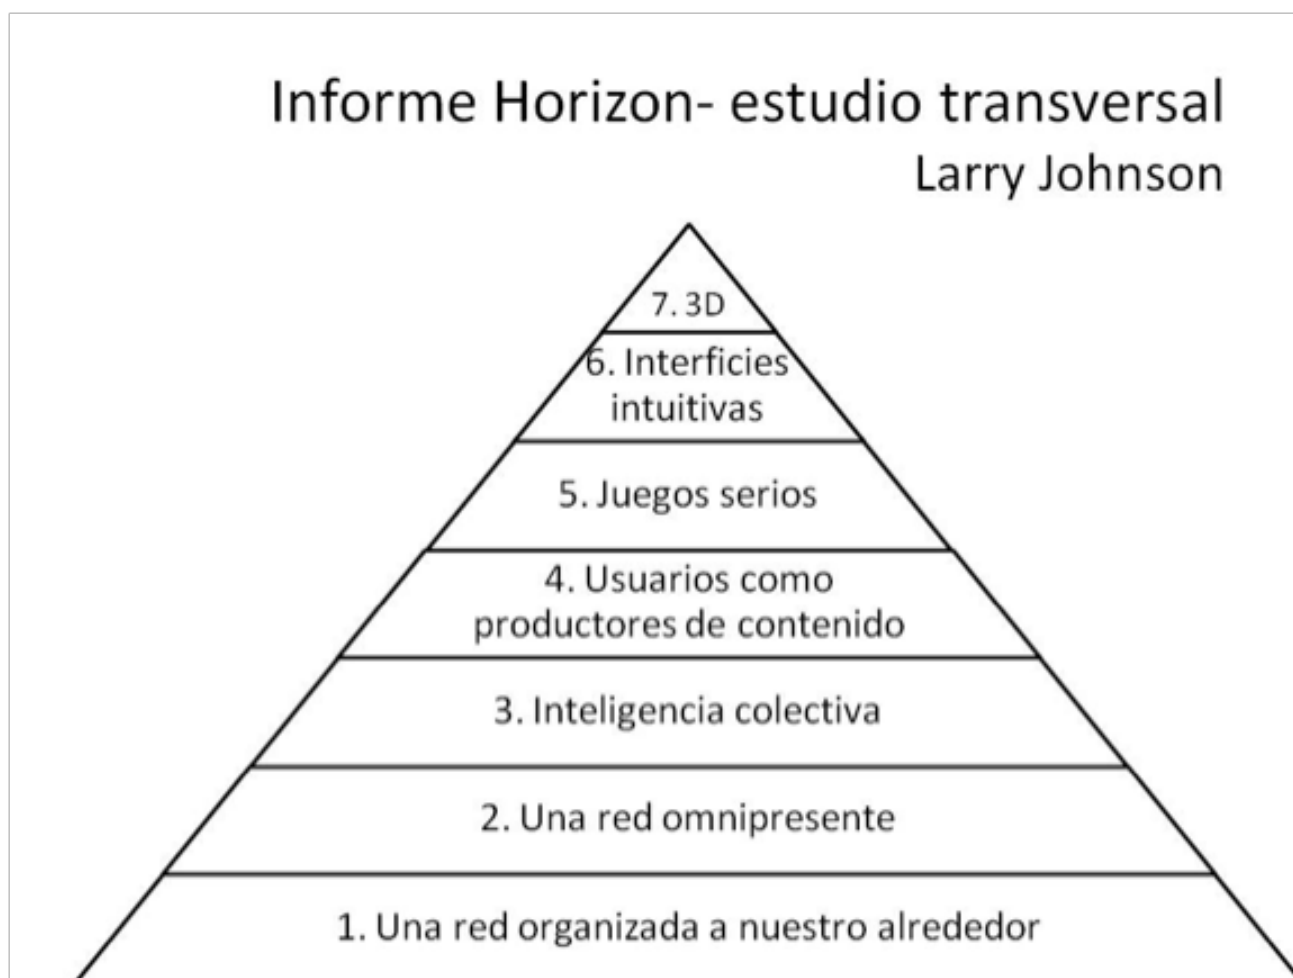 Informe Horizon- estudio transversal
Larry Johnson
7. 3D
6. Interficies
intuitivas
5. Juegos serios
4. Usuarios como
productores de contenido
3. Inteligencia colectiva
2. Una red omnipresente
1. Una red organizada a nuestro alrededor